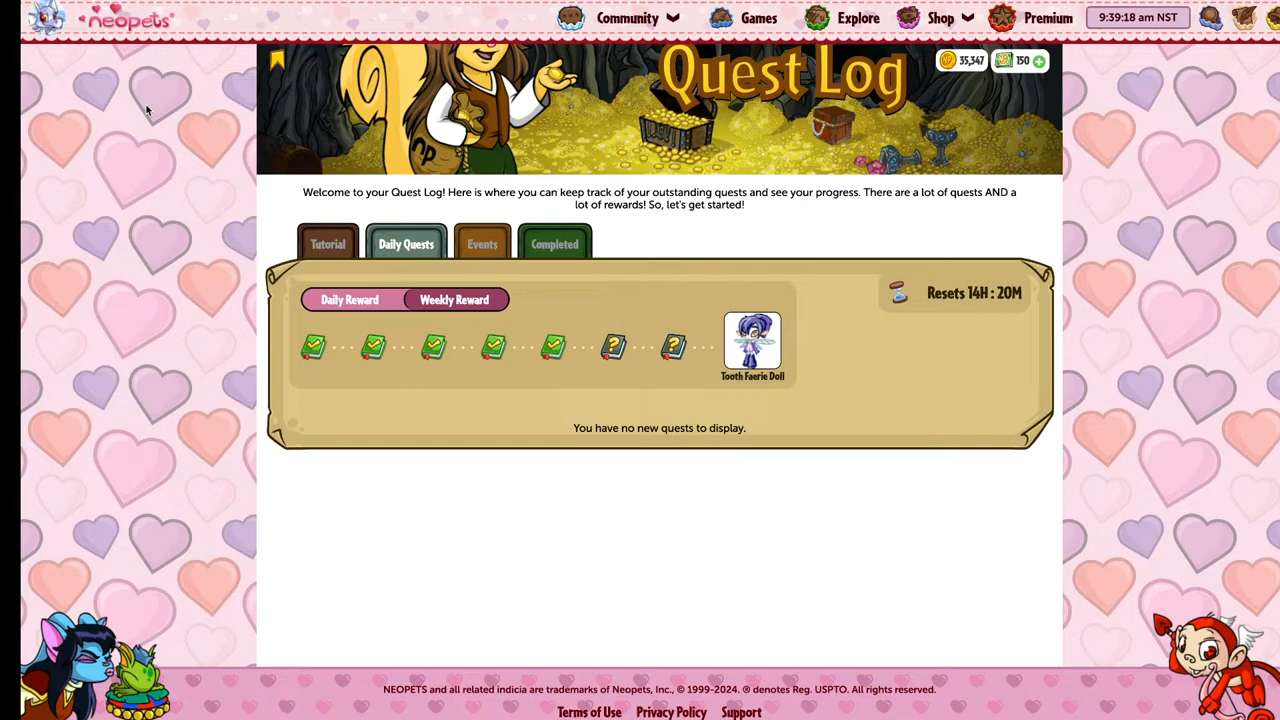 neopets
Community
Games
Explore
Shop
Premium
9:39:18 am NST
Quest Log
35,347
150
np
Welcome to your Quest Log! Here is where you can keep track of your outstanding quests and see your progress. There are a lot of quests AND a
lot of rewards! So, let's get started!
Tutorial
Daily Quests
Events
Completed
Daily Reward
Weekly Reward
Resets 14H : 20M
? ?
Tooth Faerie Doll
You have no new quests to display.
NEOPETS and all related indicia are trademarks of Neopets, Inc., © 1999-2024. ® denotes Reg. USPTO. All rights reserved.
Terms of Use
Privacy Policy
Support